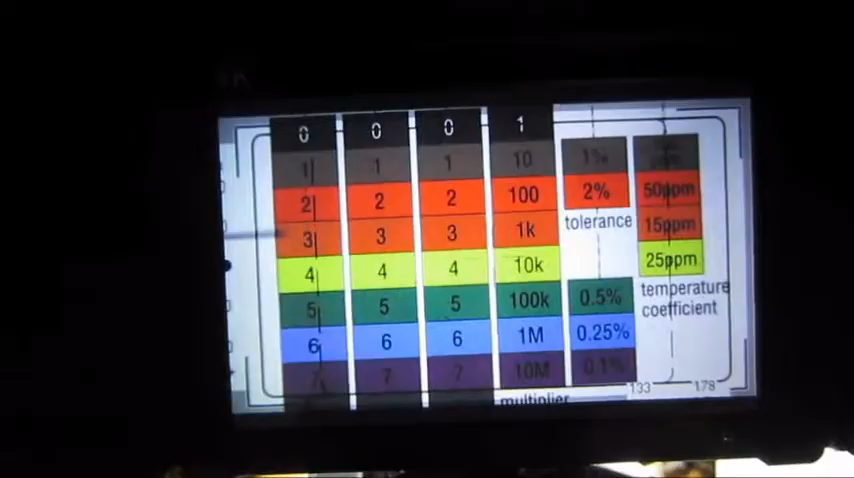 0 0 0 1
1 1 1 10 1%
2 2 2 100 2% 50ppm
3 3 3 1k tolerance 15ppm
4 4 4 10k 25ppm
temperature
5 5 5 100k 0.5% coefficient
6 6 6 1M 0.25%
7 7 7 10M 0.1%
133 178
multiplier